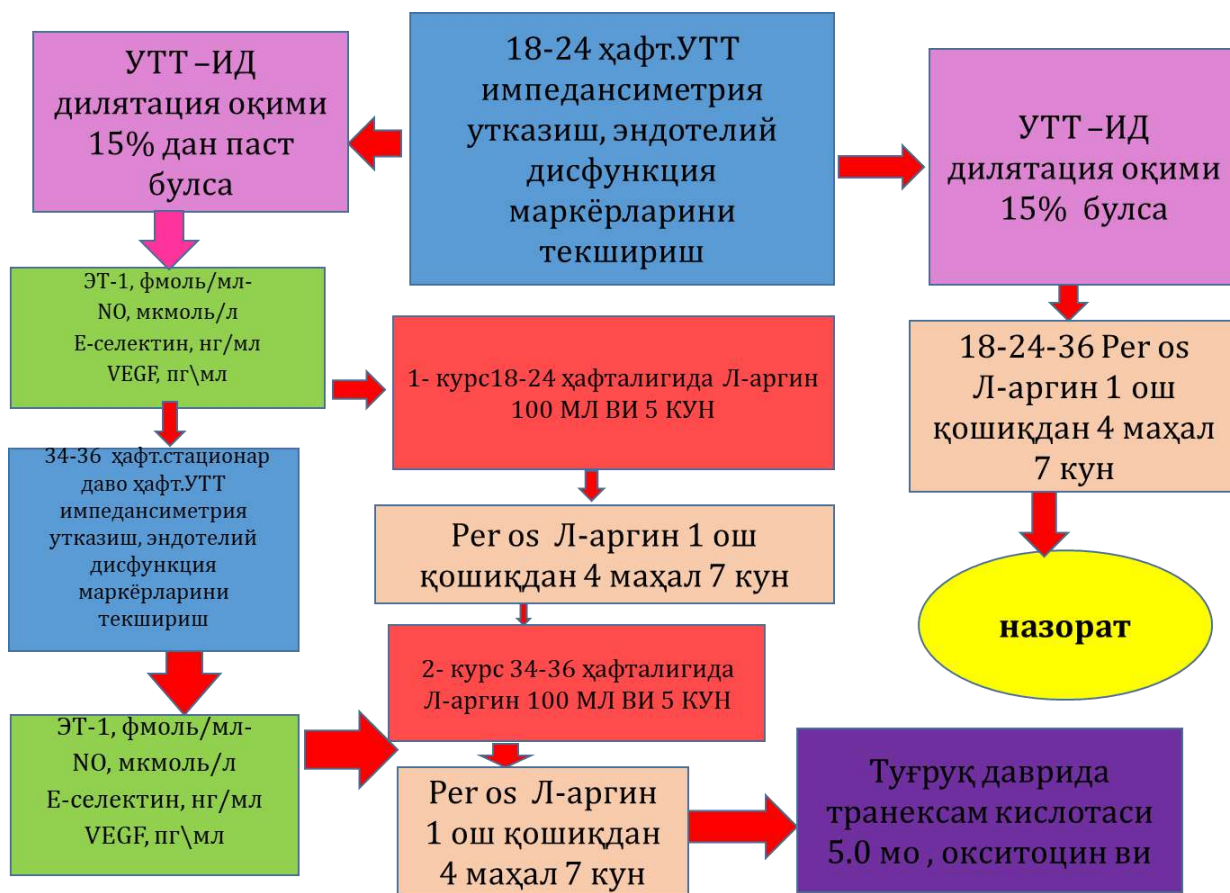 УТТ –ИД
дилятация оқими
15% дан паст
булса
18-24 ҳафт.УТТ
импедансиметрия
утказиш, эндотелий
дисфункция
маркёрларини
текшириш
УТТ –ИД
дилятация оқими
15%  булса
ЭТ-1, фмоль/мл-
NO, мкмоль/л
Е-селектин, нг/мл
VEGF, пг\мл
1- курс18-24 ҳафталигида Л-аргин
100 МЛ ВИ 5 КУН
18-24-36 Per os
Л-аргин 1 ош
қошиқдан 4 маҳал
7 кун
34-36  ҳафт.стационар
даво ҳафт.УТТ
импедансиметрия
утказиш, эндотелий
дисфункция
маркёрларини
текшириш
Per os  Л-аргин 1 ош
қошиқдан 4 маҳал 7 кун
назорат
2- курс 34-36 ҳафталигида
Л-аргин 100 МЛ ВИ 5 КУН
ЭТ-1, фмоль/мл-
NO, мкмоль/л
Е-селектин, нг/мл
VEGF, пг\мл
Per os  Л-аргин
1 ош қошиқдан
4 маҳал 7 кун
Туғруқ даврида
транексам кислотаси
5.0 мо , окситоцин ви